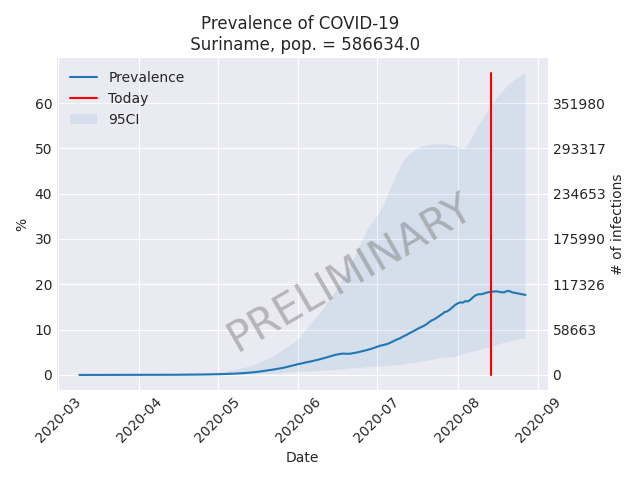 Prevalence of COVID-19
Suriname, pop. = 586634.0
Prevalence
Today
95CI
%
60
50
40
30
20
10
0
351980
293317
234653
175990
117326
58663
0
# of infections
PRELIMINARY
2020-03
2020-04
2020-05
2020-06
2020-07
2020-08
2020-09
Date